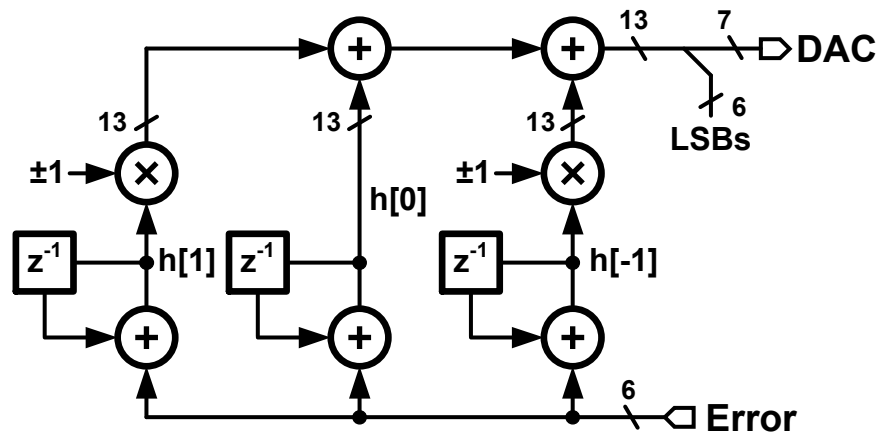 13
7
DAC
13
13
13
6
LSBs
±1
×
±1
×
h[0]
z⁻¹
h[1]
z⁻¹
z⁻¹
h[-1]
6
Error